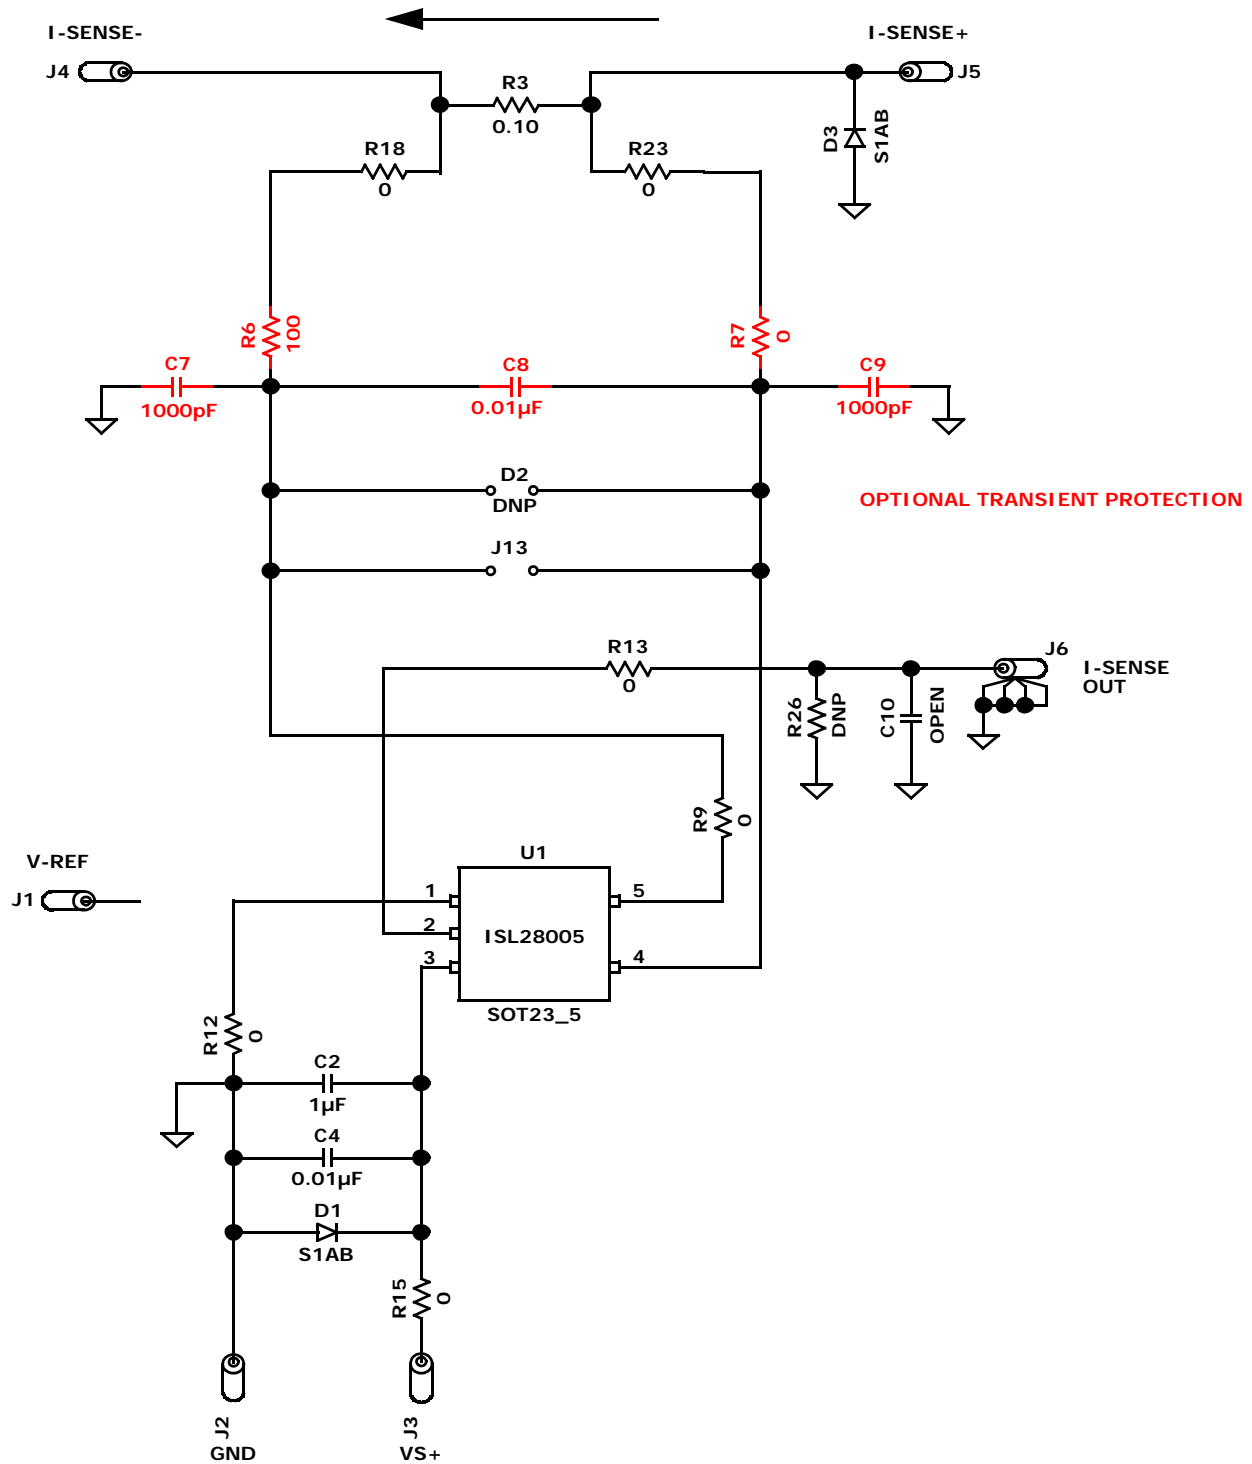 I-SENSE-
I-SENSE+
J4
J5
R3
0.10
D3
S1AB
R18
0
R23
0
R6
100
R7
0
C7
1000pF
C8
0.01µF
C9
1000pF
D2
DNP
OPTIONAL TRANSIENT PROTECTION
J13
R13
0
J6
I-SENSE
OUT
R26
DNP
C10
OPEN
R9
0
V-REF
J1
U1
1
2
3
5
4
ISL28005
SOT23_5
R12
0
C2
1µF
C4
0.01µF
D1
S1AB
R15
0
J2
GND
J3
VS+